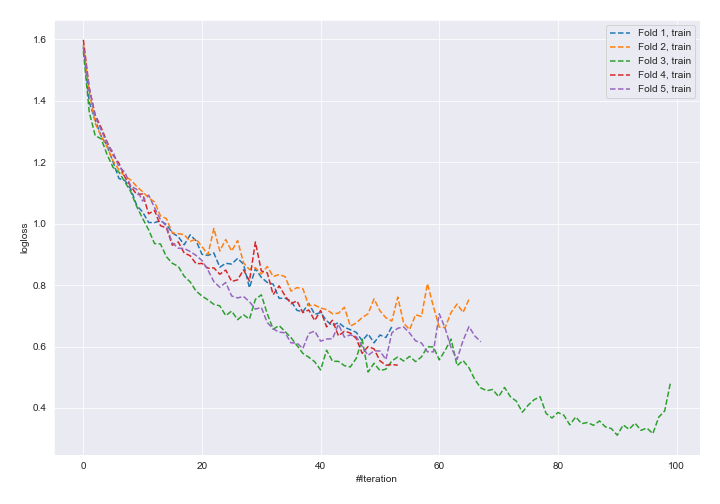 1.6
1.4
1.2
1.0
0.8
0.6
0.4
logloss
0 20 40 60 80 100
#Iteration
Fold 1, train
Fold 2, train
Fold 3, train
Fold 4, train
Fold 5, train